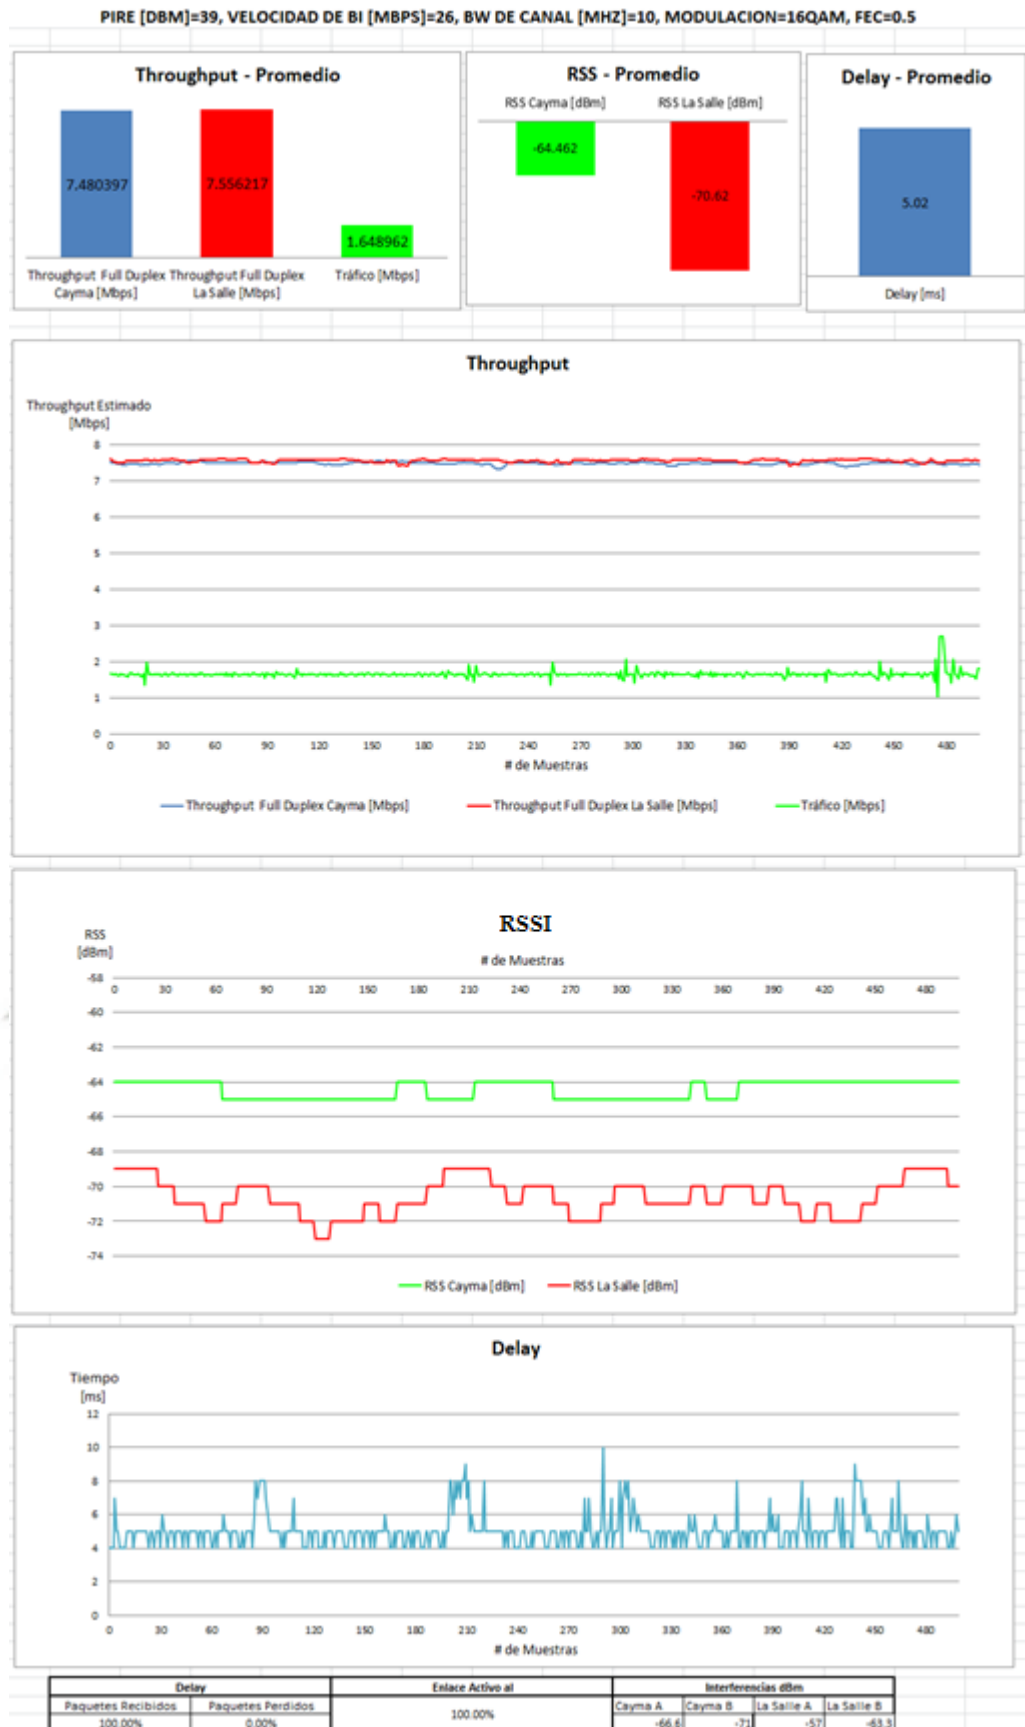 PIRE [DBM]=39, VELOCIDAD DE BI [MBPS]=26, BW DE CANAL [MHZ]=10, MODULACION=16QAM, FEC=0.5
Throughput - Promedio
7.480397
7.556217
1.648962
Throughput Full Duplex Cayma [Mbps]
Throughput Full Duplex La Salle [Mbps]
Tráfico [Mbps]
RSS - Promedio
RSS Cayma [dBm]
RSS La Salle [dBm]
-64.462
-70.62
Delay - Promedio
5.02
Delay [ms]
Throughput
Throughput Estimado
[Mbps]
8
7
6
5
4
3
2
1
0
0 30 60 90 120 150 180 210 240 270 300 330 360 390 420 450 480
# de Muestras
Throughput Full Duplex Cayma [Mbps]
Throughput Full Duplex La Salle [Mbps]
Tráfico [Mbps]
RSSI
RSS
[dBm]
# de Muestras
-58
0 30 60 90 120 150 180 210 240 270 300 330 360 390 420 450 480
-60
-62
-64
-66
-68
-70
-72
-74
RSS Cayma [dBm]
RSS La Salle [dBm]
Delay
Tiempo
[ms]
12
10
8
6
4
2
0
0 30 60 90 120 150 180 210 240 270 300 330 360 390 420 450 480
# de Muestras
Delay Enlace Activo al Interferencias dBm
Paquetes Recibidos Paquetes Perdidos 100.00% Cayma A Cayma B La Sallle A La Sallle B
100.00% 0.00% -66.6 -71 -57 -63.3